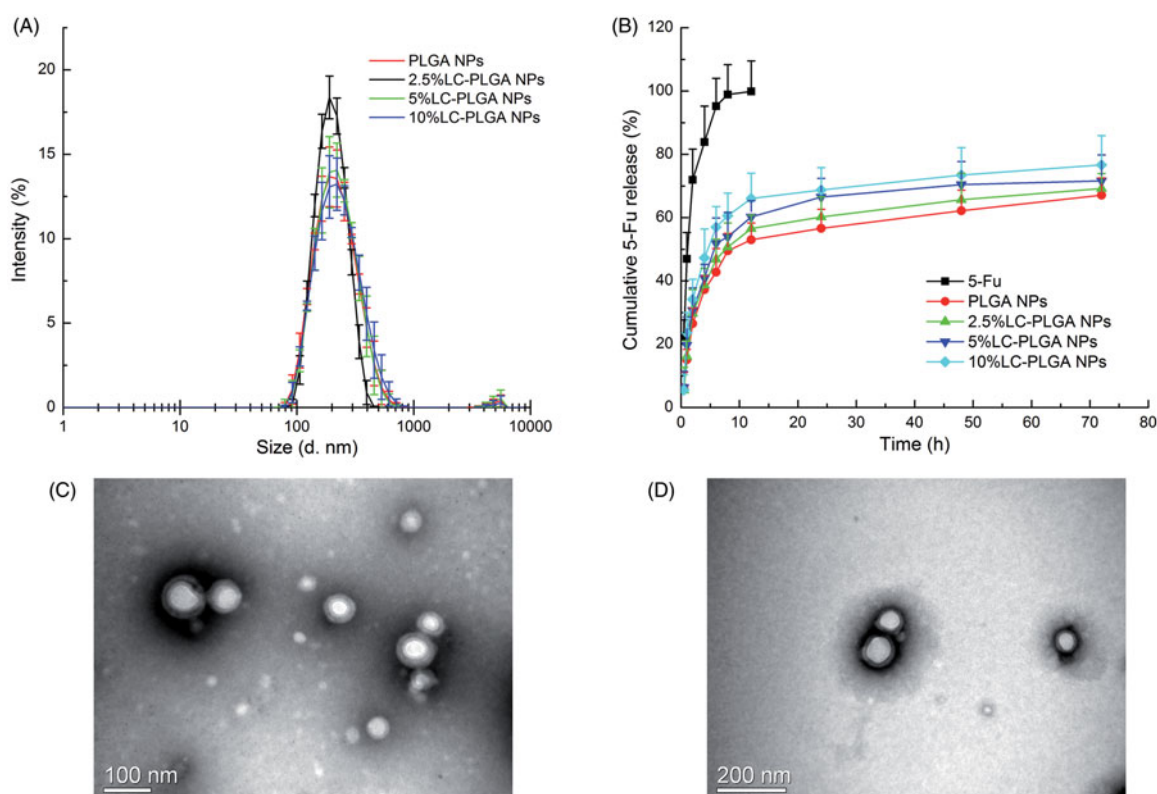 (A)
20
15
10
5
0
Intensity (%)
PLGA NPs
2.5%LC-PLGA NPs
5%LC-PLGA NPs
10%LC-PLGA NPs
1 10 100 1000 10000
Size (d. nm)
(B)
120
100
80
60
40
20
0
Cumulative 5-Fu release (%)
5-Fu
PLGA NPs
2.5%LC-PLGA NPs
5%LC-PLGA NPs
10%LC-PLGA NPs
0 10 20 30 40 50 60 70 80
Time (h)
(C)
100 nm
(D)
200 nm